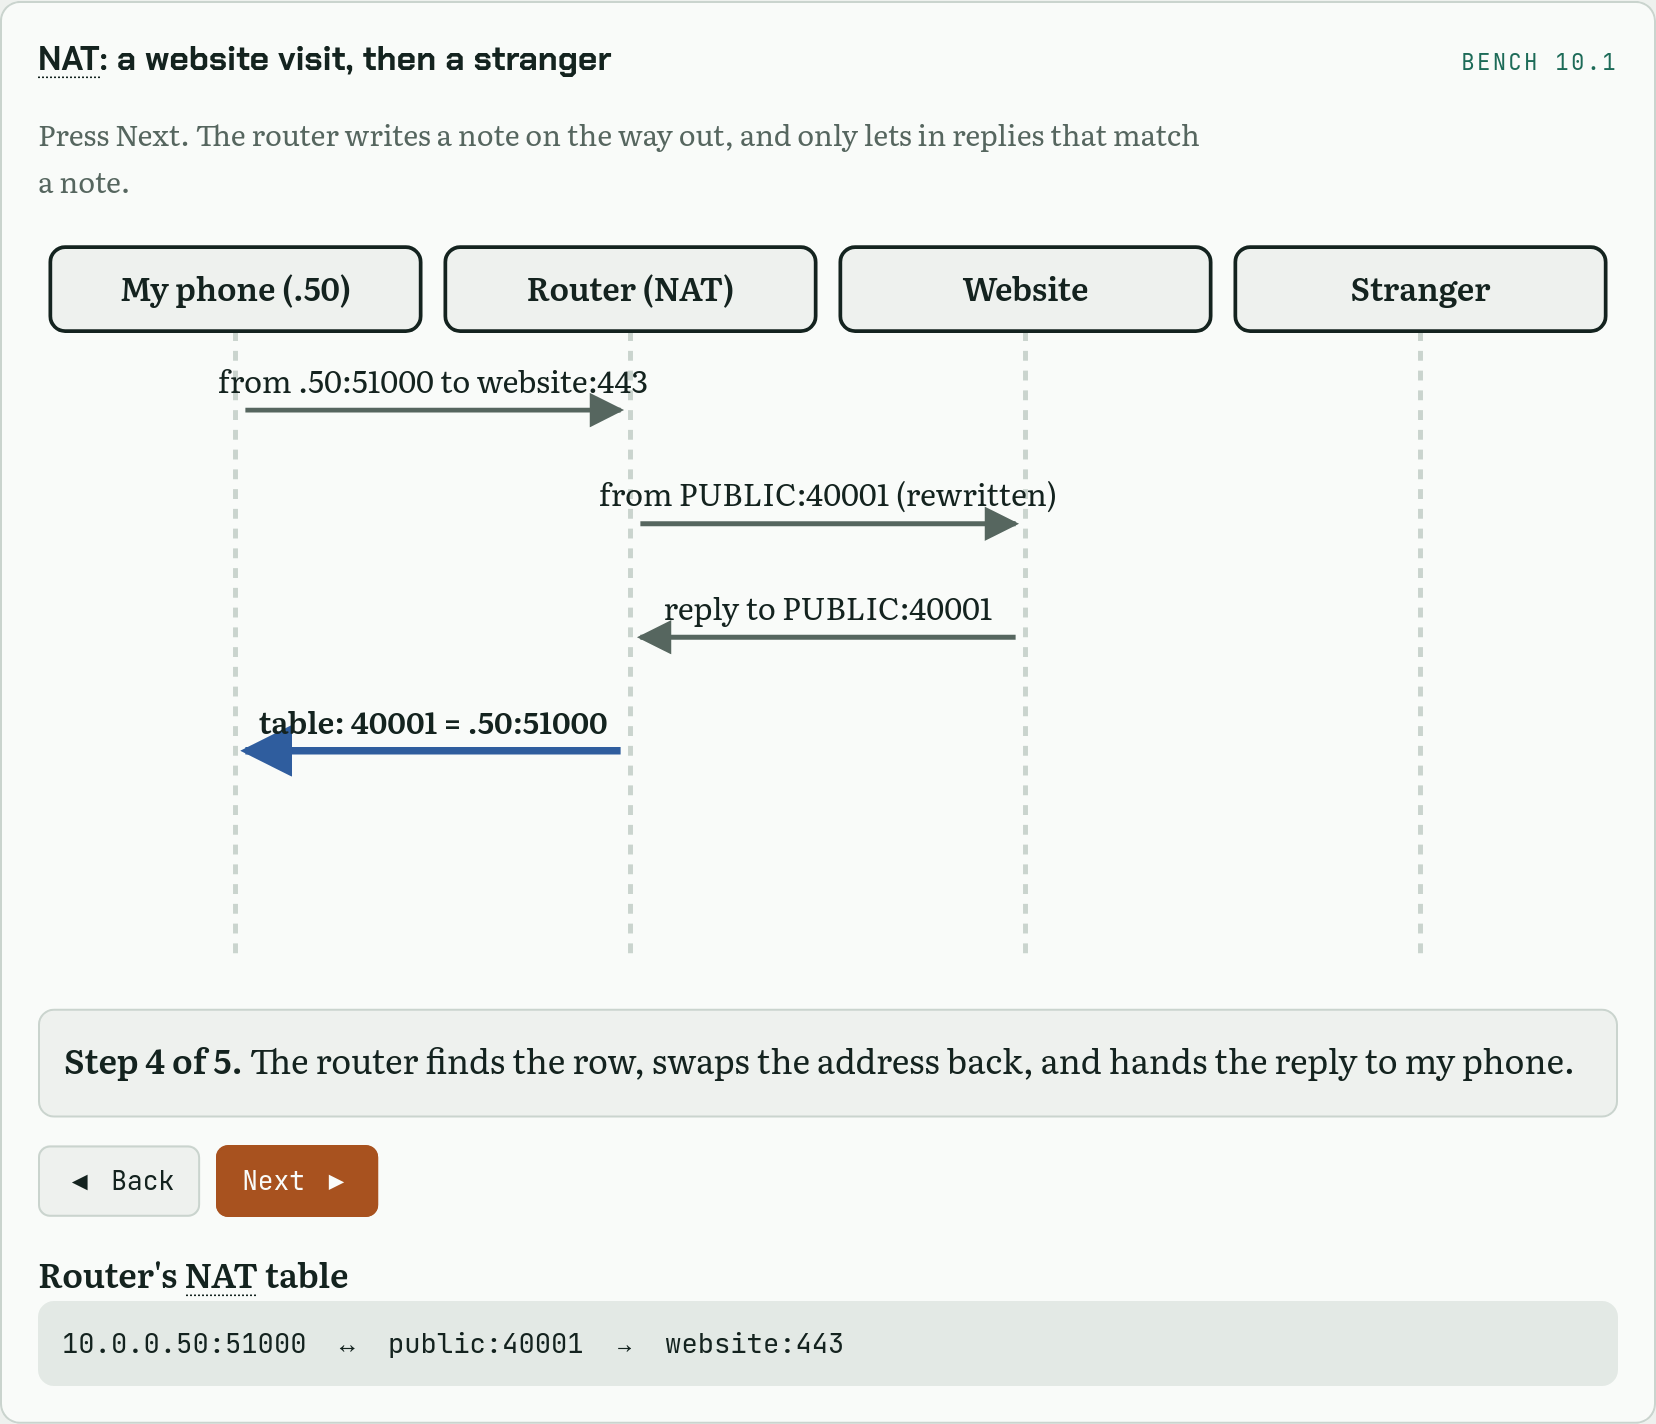 NAT: a website visit, then a stranger
BENCH 10.1
Press Next. The router writes a note on the way out, and only lets in replies that match
a note.
My phone (.50)
Router (NAT)
Website
Stranger
from .50:51000 to website:443
from PUBLIC:40001 (rewritten)
reply to PUBLIC:40001
table: 40001 = .50:51000
Step 4 of 5. The router finds the row, swaps the address back, and hands the reply to my phone.
◄ Back
Next ►
Router's NAT table
10.0.0.50:51000 ↔ public:40001 → website:443